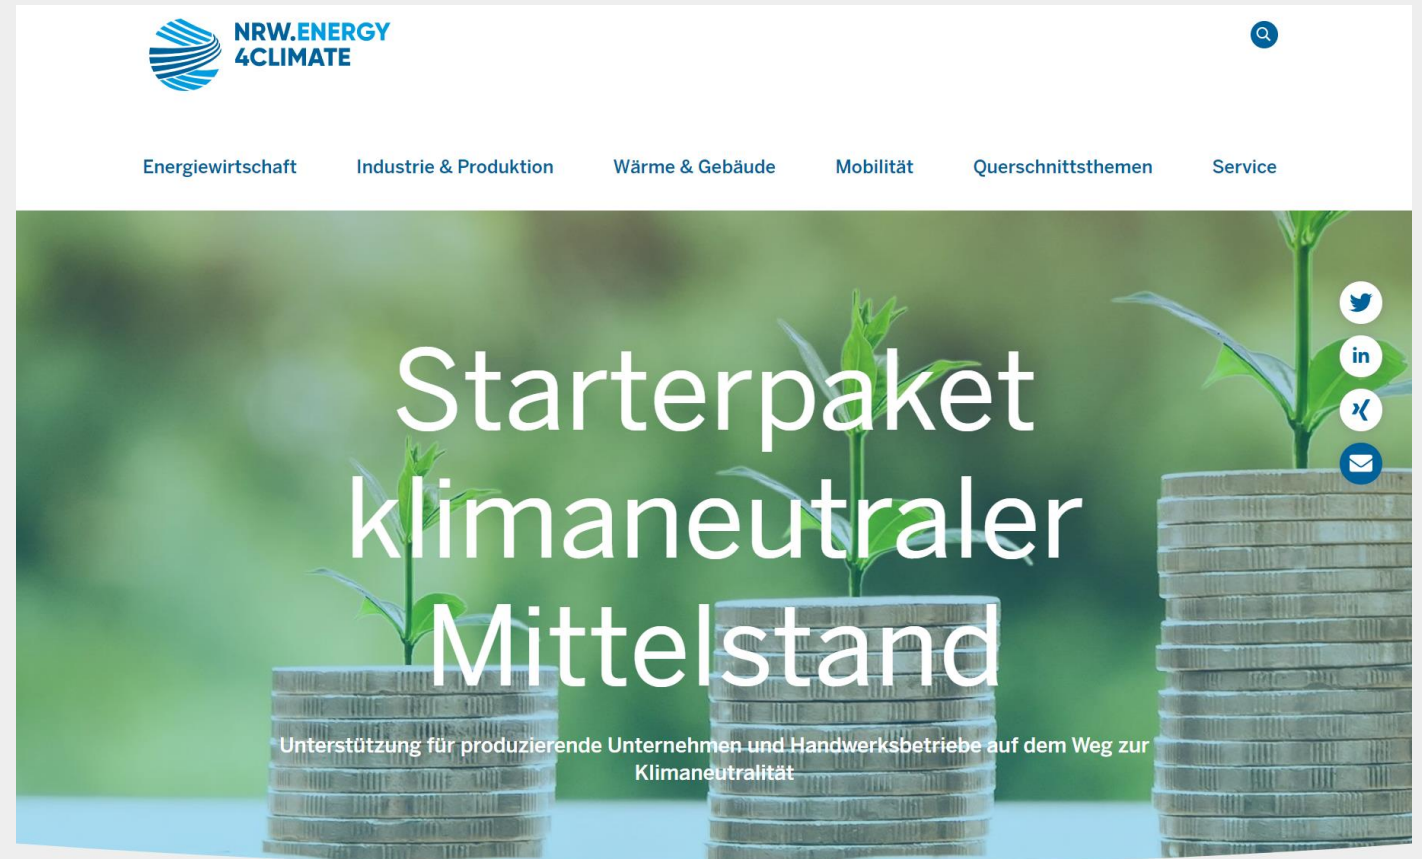 NRW.ENERGY
4CLIMATE
Energiewirtschaft Industrie & Produktion Wärme & Gebäude Mobilität Querschnittsthemen Service
Starterpaket
klimaneutraler
Mittelstand
Unterstützung für produzierende Unternehmen und Handwerksbetriebe auf dem Weg zur
Klimaneutralität
in